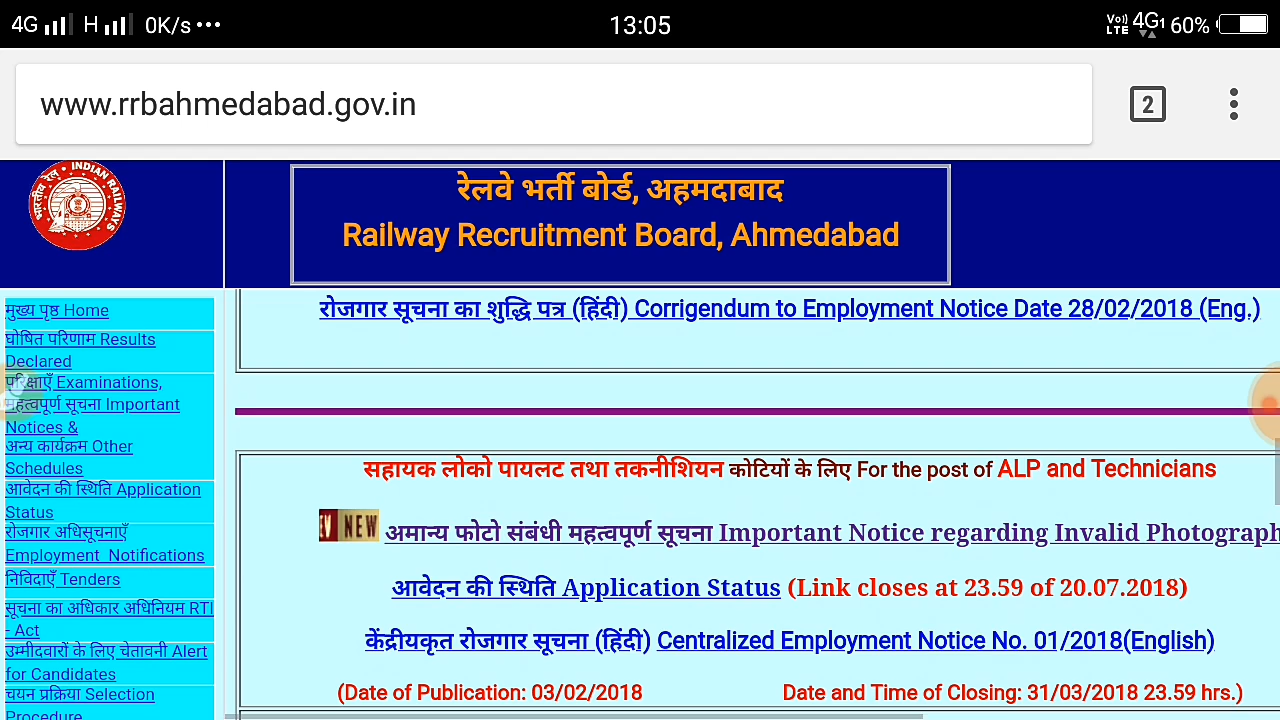 4G H 0K/s ••• 13:05 VoLTE 4G1 60%
www.rrbahmedabad.gov.in 2
भारतीय रेल • INDIAN RAILWAYS
रेलवे भर्ती बोर्ड, अहमदाबाद
Railway Recruitment Board, Ahmedabad
मुख्य पृष्ठ Home
घोषित परिणाम Results
Declared
परिक्षाएँ Examinations,
महत्वपूर्ण सूचना Important
Notices &
अन्य कार्यक्रम Other
Schedules
आवेदन की स्थिति Application
Status
रोजगार अधिसूचनाएँ
Employment Notifications
निविदाएँ Tenders
सूचना का अधिकार अधिनियम RTI
- Act
उम्मीदवारों के लिए चेतावनी Alert
for Candidates
चयन प्रक्रिया Selection
Procedure
रोजगार सूचना का शुद्धि पत्र (हिंदी) Corrigendum to Employment Notice Date 28/02/2018 (Eng.)
सहायक लोको पायलट तथा तकनीशियन कोटियों के लिए For the post of ALP and Technicians
NEW अमान्य फोटो संबंधी महत्वपूर्ण सूचना Important Notice regarding Invalid Photograph
आवेदन की स्थिति Application Status (Link closes at 23.59 of 20.07.2018)
केंद्रीयकृत रोजगार सूचना (हिंदी) Centralized Employment Notice No. 01/2018(English)
(Date of Publication: 03/02/2018 Date and Time of Closing: 31/03/2018 23.59 hrs.)